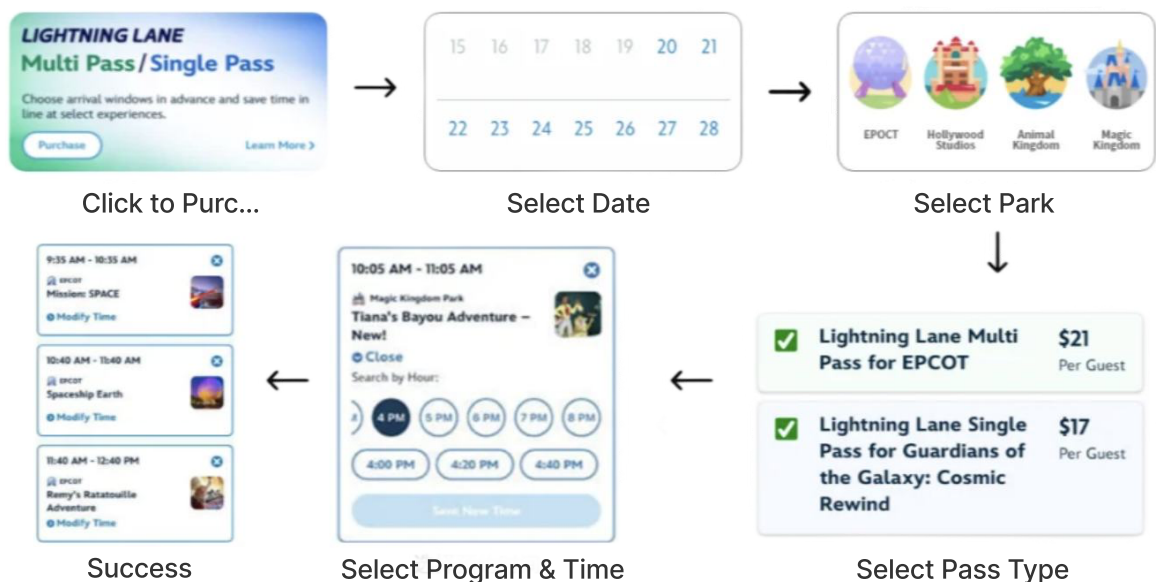 LIGHTNING LANE
Multi Pass/Single Pass
Choose arrival windows in advance and save time in
line at select experiences.
Purchase
Learn More >
Click to Purc...
15 16 17 18 19 20 21
22 23 24 25 26 27 28
Select Date
EPOCT
Hollywood
Studios
Animal
Kingdom
Magic
Kingdom
Select Park
Lightning Lane Multi
Pass for EPCOT
$21
Per Guest
Lightning Lane Single
Pass for Guardians of
the Galaxy: Cosmic
Rewind
$17
Per Guest
Select Pass Type
10:05 AM - 11:05 AM
Magic Kingdom Park
Tiana's Bayou Adventure –
New!
Close
Search by Hour:
4 PM
5 PM
6 PM
7 PM
8 PM
4:00 PM
4:20 PM
4:40 PM
Save New Time
Select Program & Time
9:35 AM - 10:35 AM
EPCOT
Mission: SPACE
Modify Time
10:40 AM - 11:40 AM
EPCOT
Spaceship Earth
Modify Time
11:40 AM - 12:40 PM
EPCOT
Remy's Ratatouille
Adventure
Modify Time
Success